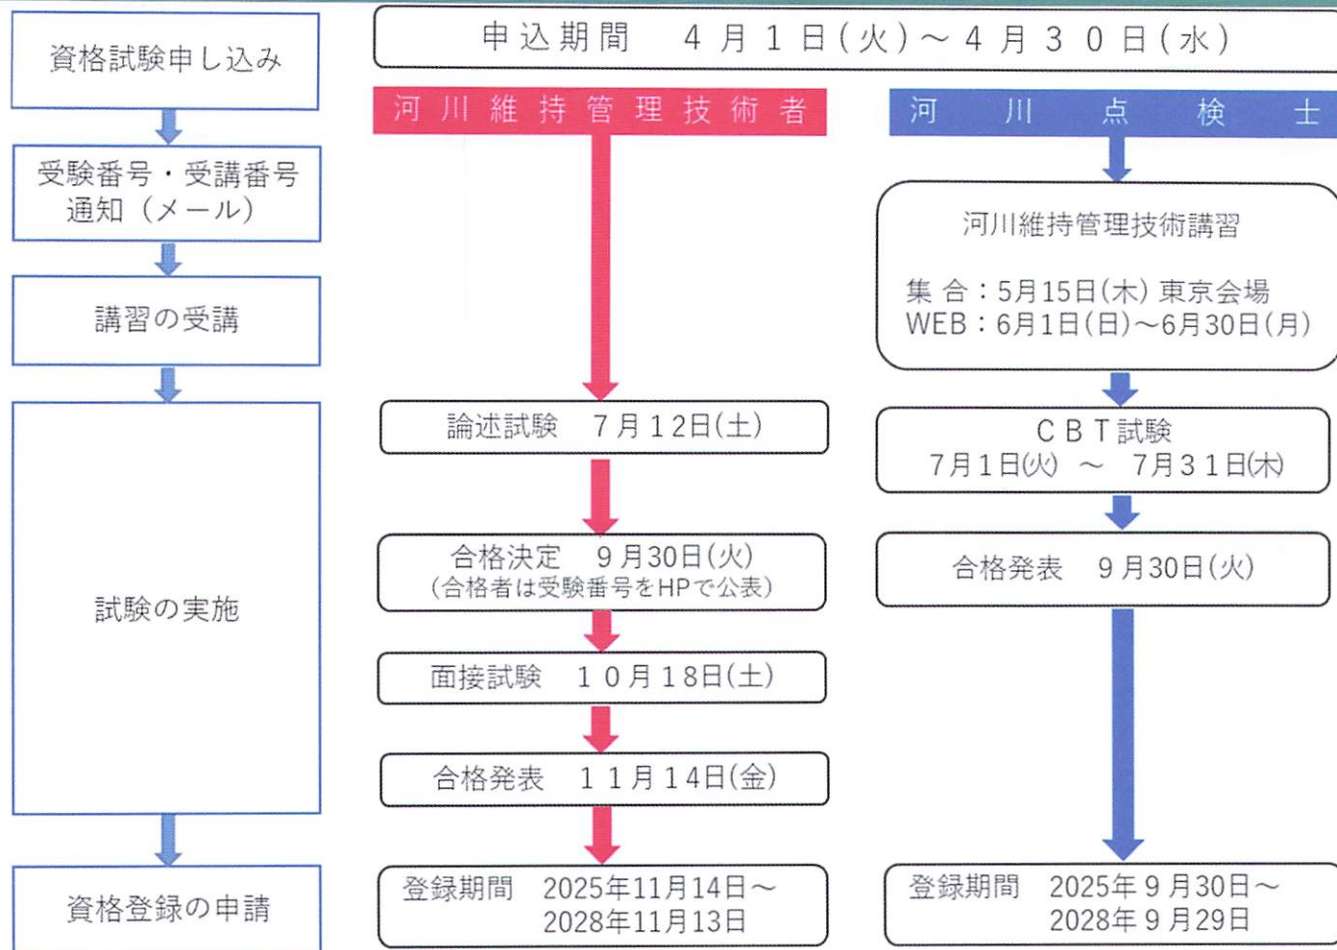 資格試験申し込み
受験番号・受講番号
通知（メール）
講習の受講
試験の実施
資格登録の申請
申込期間　4月1日(火)～4月30日(水)
河川維持管理技術者
論述試験　7月12日(土)
合格決定　9月30日(火)
(合格者は受験番号をHPで公表)
面接試験　10月18日(土)
合格発表　11月14日(金)
登録期間　2025年11月14日～
2028年11月13日
河川点検士
河川維持管理技術講習
集合：5月15日(木) 東京会場
WEB：6月1日(日)～6月30日(月)
CBT試験
7月1日(火) ～ 7月31日(木)
合格発表　9月30日(火)
登録期間　2025年9月30日～
2028年9月29日